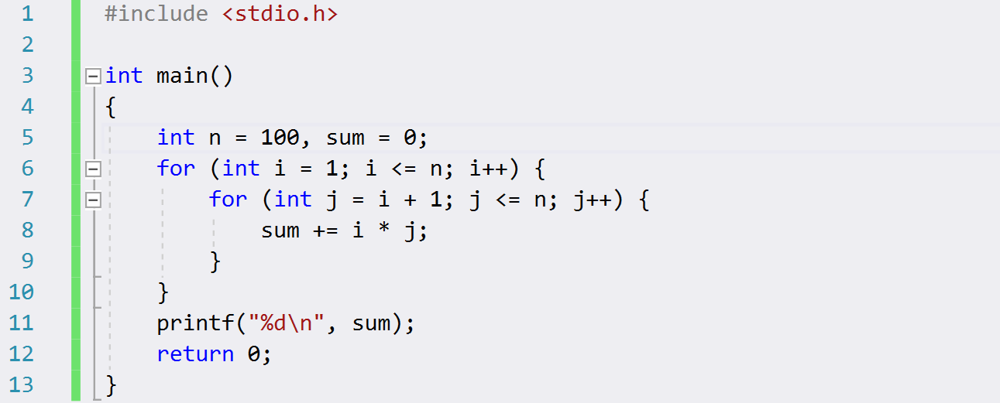 1 #include <stdio.h>
2
3 int main()
4 {
5     int n = 100, sum = 0;
6     for (int i = 1; i <= n; i++) {
7         for (int j = i + 1; j <= n; j++) {
8             sum += i * j;
9         }
10     }
11     printf("%d\n", sum);
12     return 0;
13 }